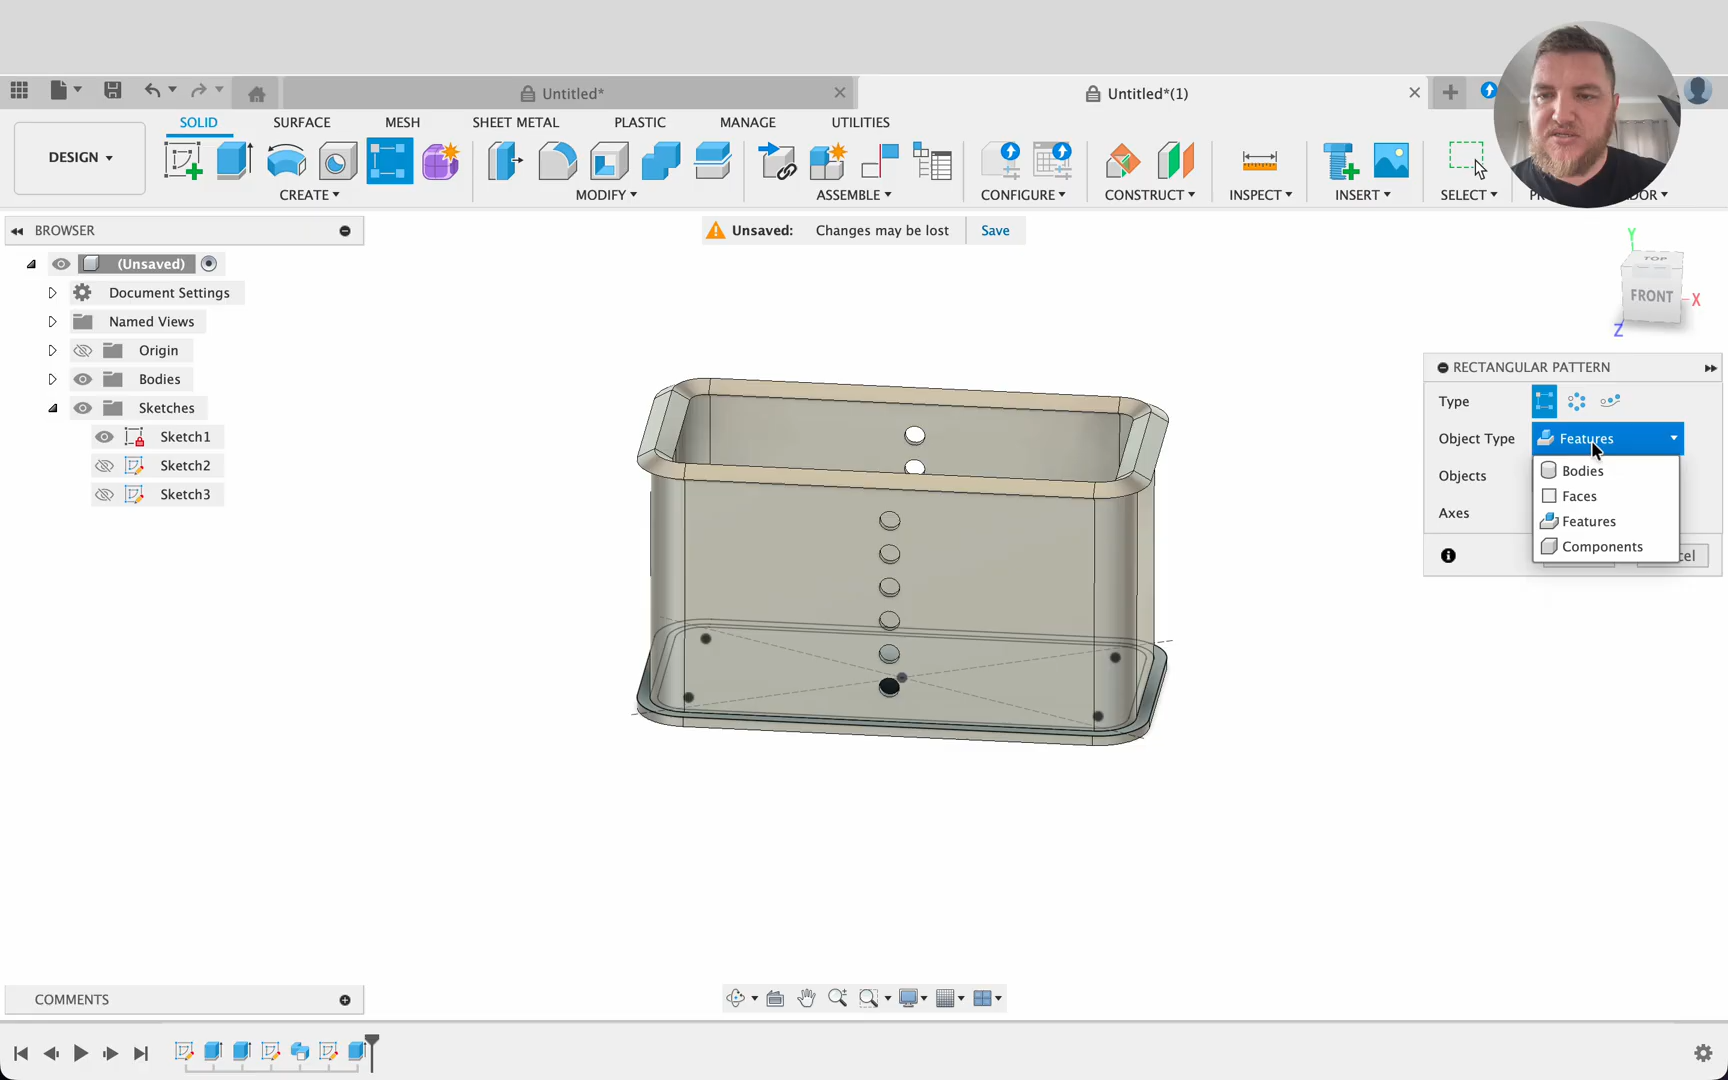 Untitled*
Untitled*(1)
DESIGN
SOLID
SURFACE
MESH
SHEET METAL
PLASTIC
MANAGE
UTILITIES
CREATE
MODIFY
ASSEMBLE
CONFIGURE
CONSTRUCT
INSPECT
INSERT
SELECT
BROWSER
Unsaved: Changes may be lost Save
(Unsaved)
Document Settings
Named Views
Origin
Bodies
Sketches
Sketch1
Sketch2
Sketch3
Y
TOP
FRONT
X
Z
RECTANGULAR PATTERN
Type
Object Type Features
Bodies
Objects
Faces
Axes
Features
Components
COMMENTS